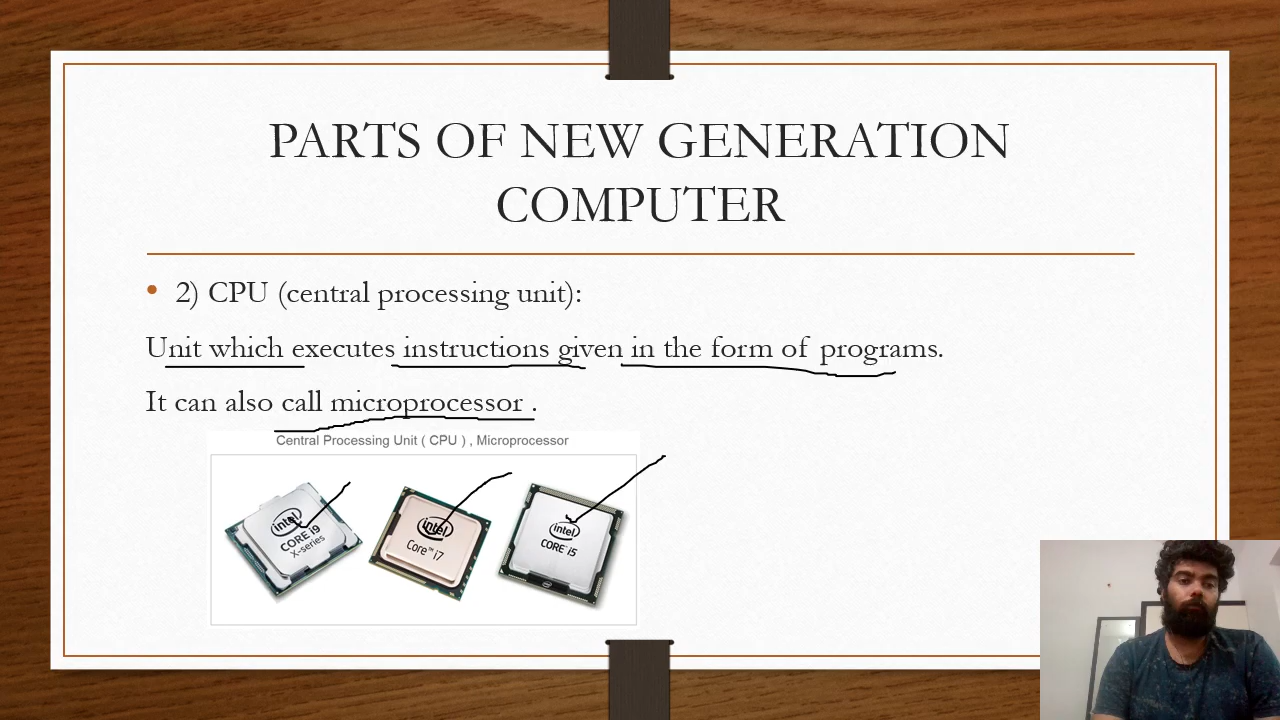 PARTS OF NEW GENERATION
COMPUTER
• 2) CPU (central processing unit):
Unit which executes instructions given in the form of programs.
It can also call microprocessor .
Central Processing Unit ( CPU ) , Microprocessor
intel
CORE i9
X-series
intel
Core™ i7
intel
CORE i5